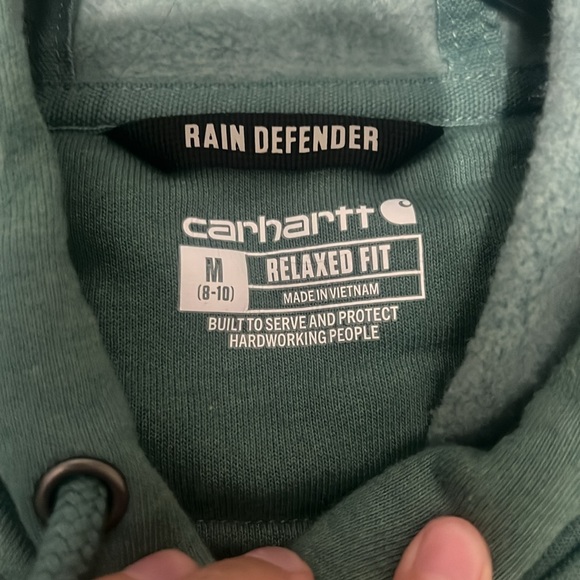 RAIN DEFENDER
carhartt
M
(8-10)
RELAXED FIT
MADE IN VIETNAM
BUILT TO SERVE AND PROTECT
HARDWORKING PEOPLE